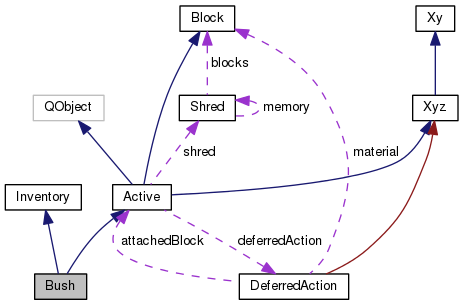 Block
Xy
blocks
QObject
Shred
memory
Xyz
shred
material
Inventory
Active
attachedBlock
deferredAction
Bush
DeferredAction